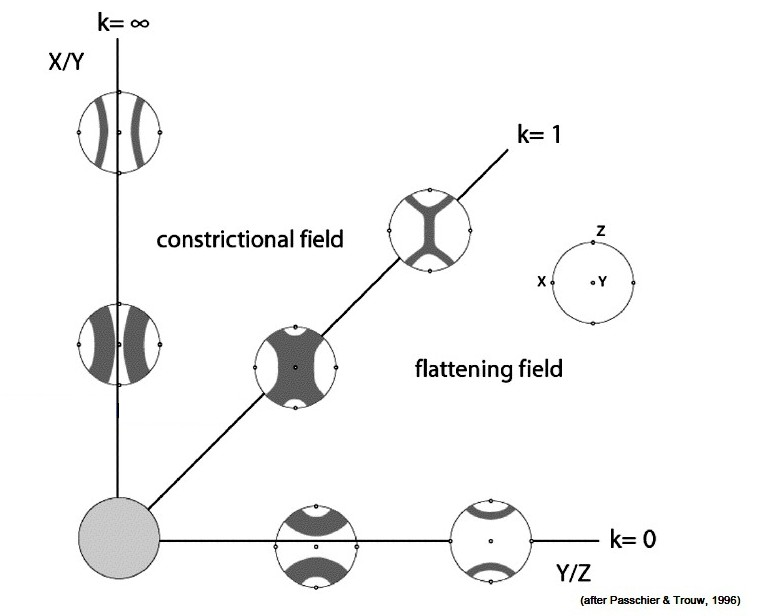 k= ∞
X/Y
k= 1
constrictional field
Z
X
Y
flattening field
k= 0
Y/Z
(after Passchier & Trouw, 1996)